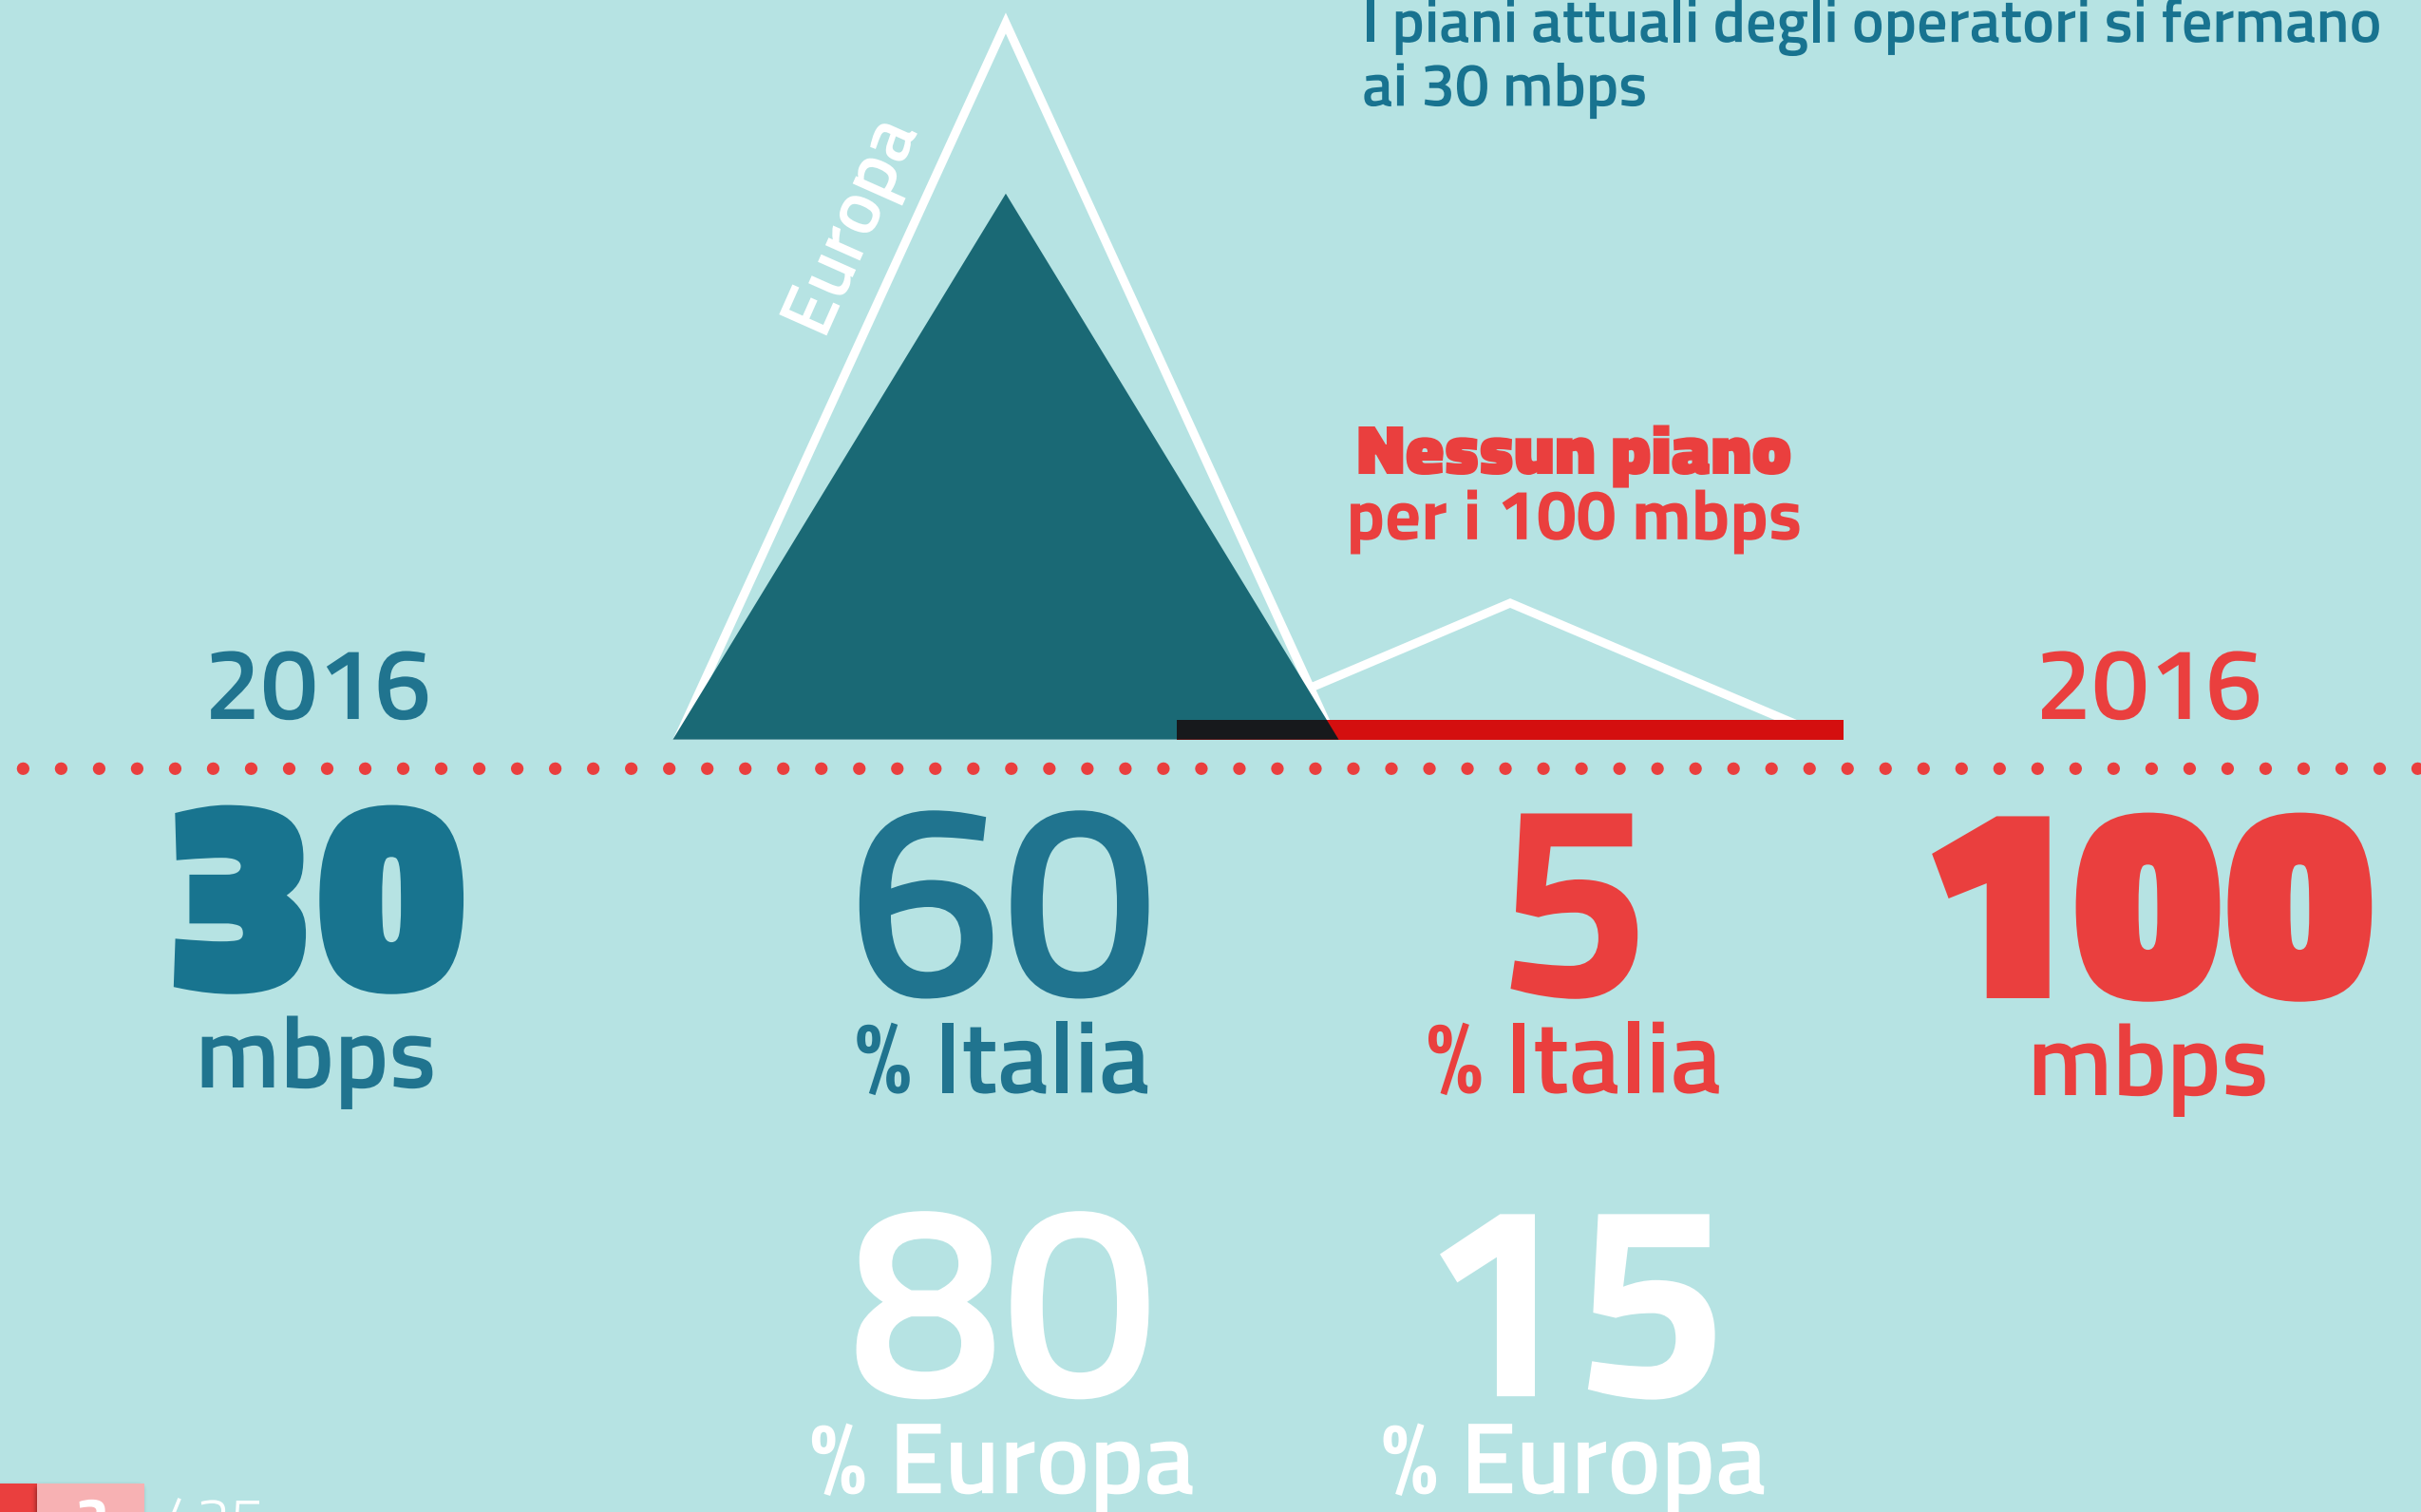 I piani attuali degli operatori si fermano
ai 30 mbps
Europa
Nessun piano
per i 100 mbps
2016
2016
30
mbps
60
% Italia
5
% Italia
100
mbps
80
% Europa
15
% Europa